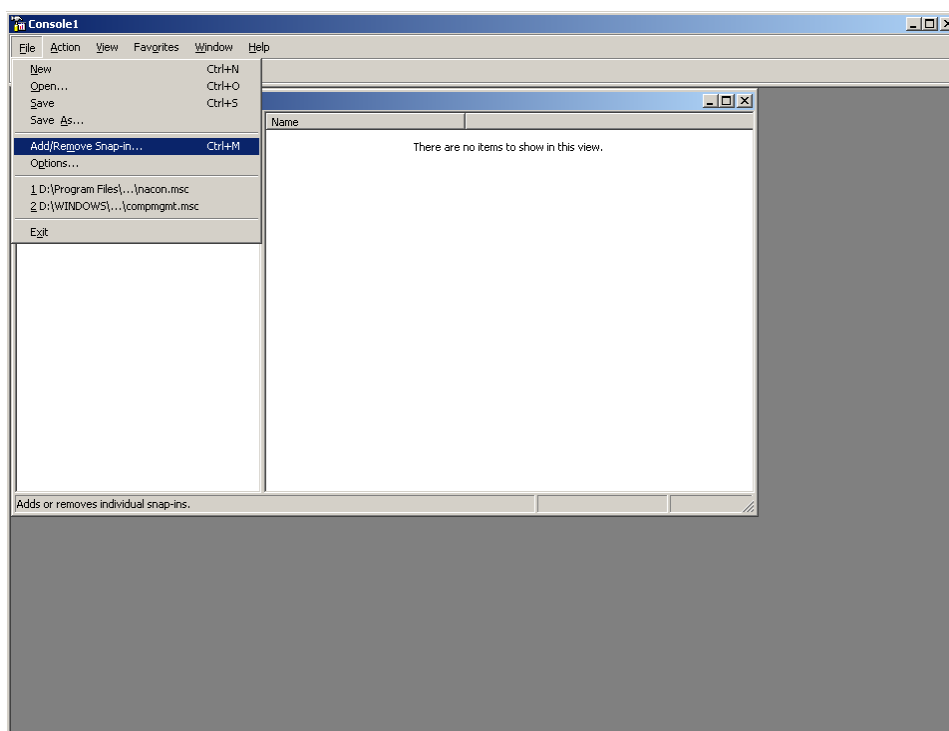 Console1
File Action View Favorites Window Help
New Ctrl+N
Open... Ctrl+O
Save Ctrl+S
Save As...
Add/Remove Snap-in... Ctrl+M
Options...
1 D:\Program Files\...\nacon.msc
2 D:\WINDOWS\...\compmgmt.msc
Exit
Name
There are no items to show in this view.
Adds or removes individual snap-ins.